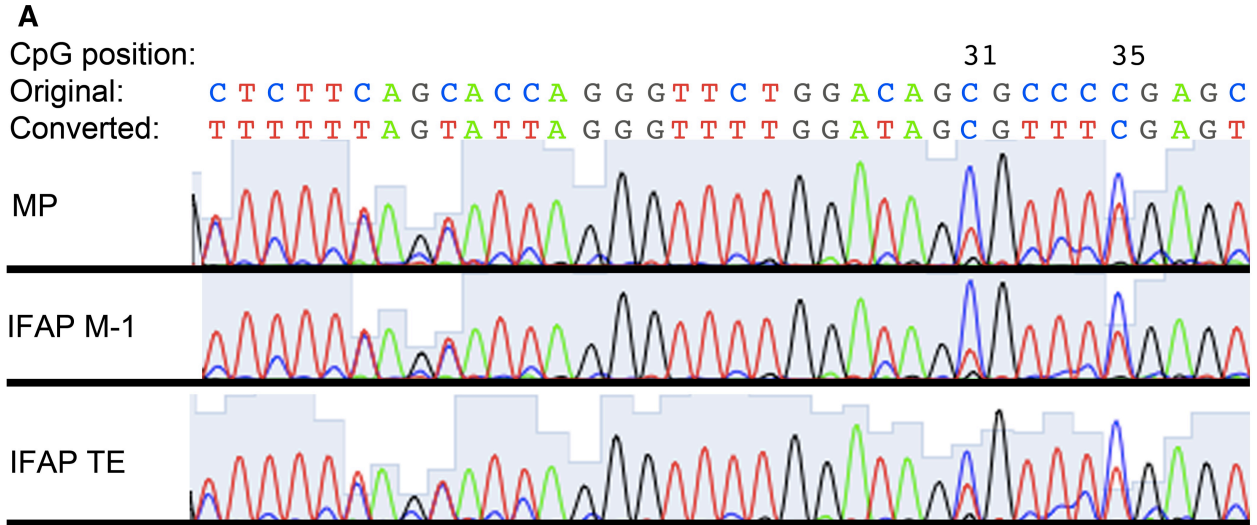 A
CpG position: 31 35
Original: C T C T T C A G C A C C A G G G T T C T G G A C A G C G C C C C G A G C
Converted: T T T T T T A G T A T T A G G G T T T T G G A T A G C G T T T C G A G T
MP
IFAP M-1
IFAP TE